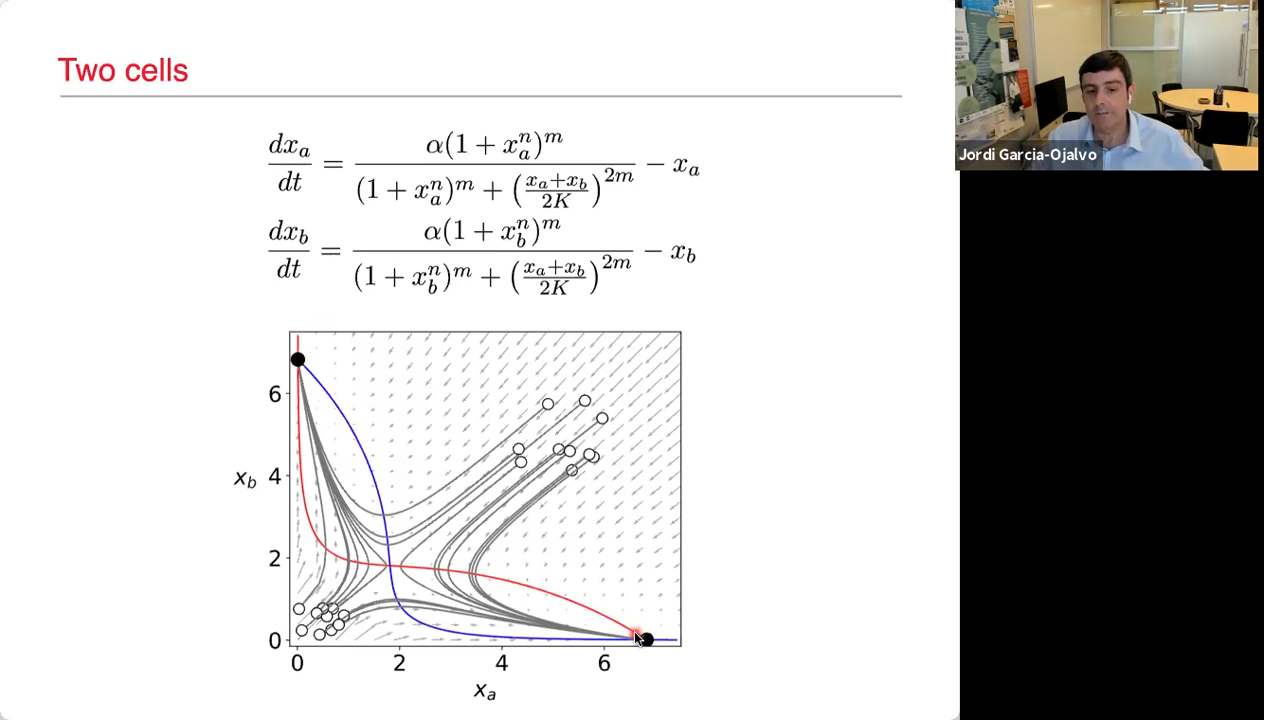 Two cells
Jordi Garcia-Ojalvo
dx_a/dt = α(1 + x_a^n)^m / ((1 + x_a^n)^m + ((x_a+x_b)/2K)^{2m}) − x_a
dx_b/dt = α(1 + x_b^n)^m / ((1 + x_b^n)^m + ((x_a+x_b)/2K)^{2m}) − x_b
6
x_b 4
2
0
0 2 4 6
x_a